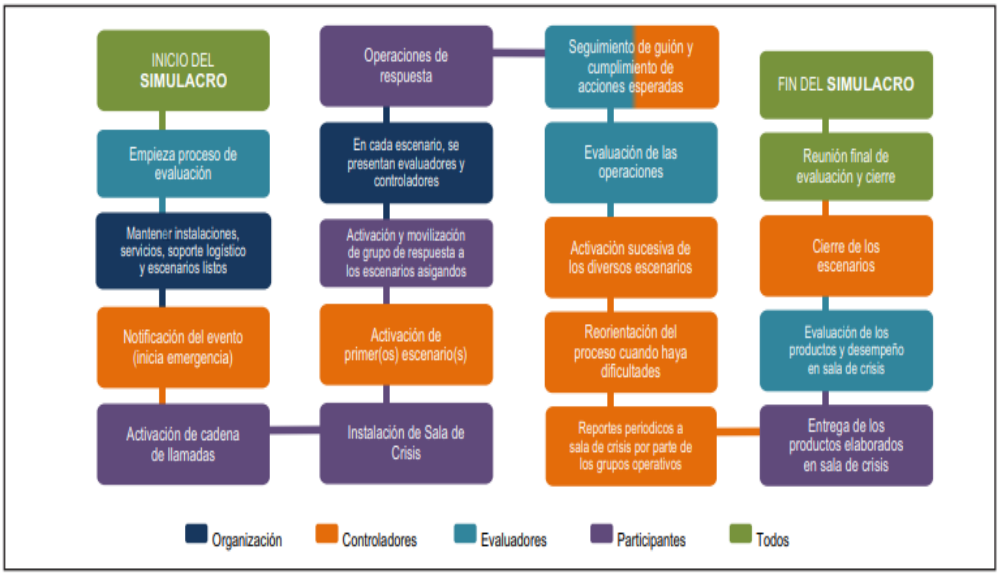 INICIO DEL
SIMULACRO
Empieza proceso de
evaluación
Mantener instalaciones,
servicios, soporte logístico
y escenarios listos
Notificación del evento
(inicia emergencia)
Activación de cadena
de llamadas
Instalación de Sala de
Crisis
Activación de
primer(os) escenario(s)
Activación y movilización
de grupo de respuesta a
los escenarios asigandos
En cada escenario, se
presentan evaluadores y
controladores
Operaciones de
respuesta
Seguimiento de guión y
cumplimiento de
acciones esperadas
Evaluación de las
operaciones
Activación sucesiva de
los diversos escenarios
Reorientación del
proceso cuando haya
dificultades
Reportes periodicos a
sala de crisis por parte de
los grupos operativos
Entrega de los
productos elaborados
en sala de crisis
Evaluación de los
productos y desempeño
en sala de crisis
Cierre de los
escenarios
Reunión final de
evaluación y cierre
FIN DEL SIMULACRO
Organización
Controladores
Evaluadores
Participantes
Todos